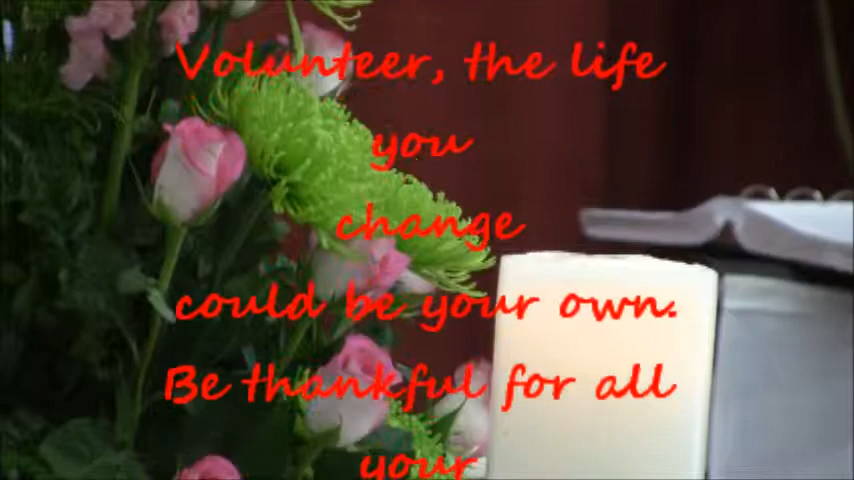 Volunteer, the life
you
change
could be your own.
Be thankful for all
your